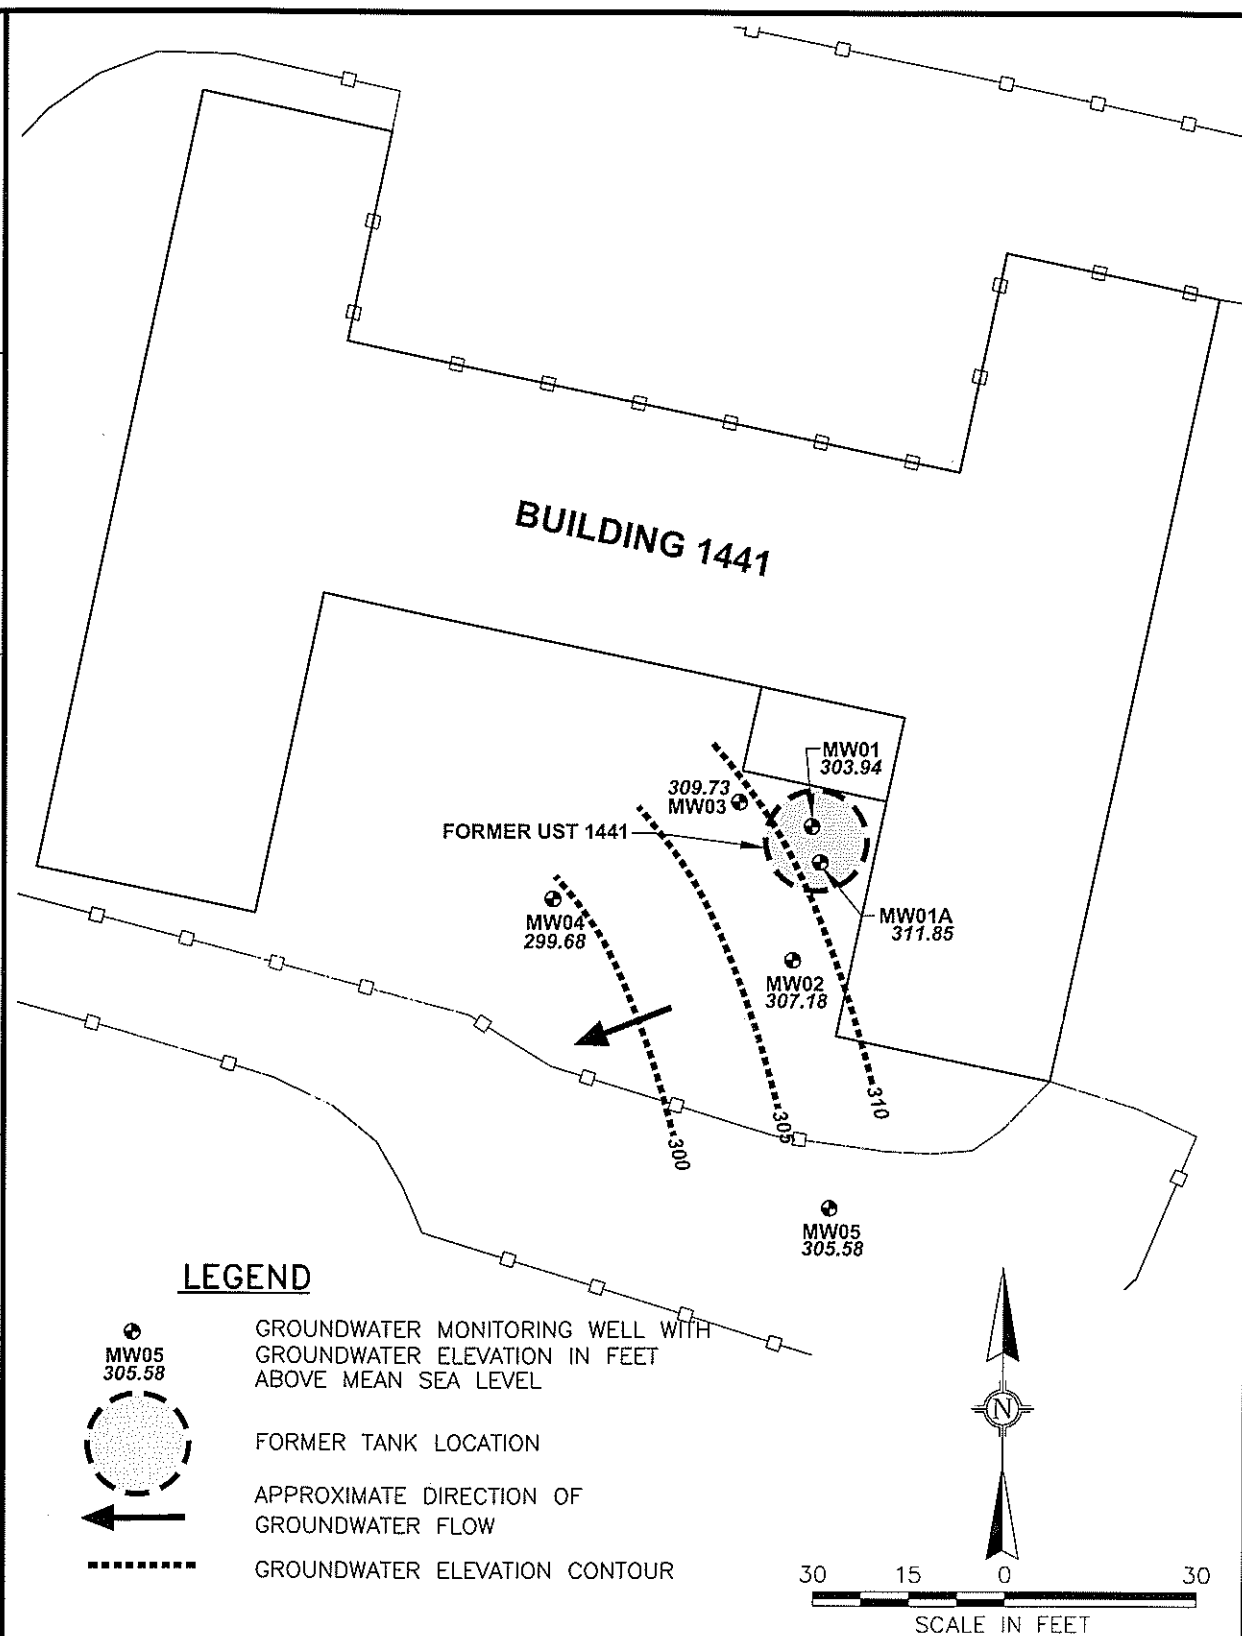 BUILDING 1441
MW01
303.94
309.73
MW03
FORMER UST 1441
MW01A
311.85
MW04
299.68
MW02
307.18
310
305
300
MW05
305.58
LEGEND
MW05
305.58
GROUNDWATER MONITORING WELL WITH
GROUNDWATER ELEVATION IN FEET
ABOVE MEAN SEA LEVEL
FORMER TANK LOCATION
APPROXIMATE DIRECTION OF
GROUNDWATER FLOW
GROUNDWATER ELEVATION CONTOUR
N
30 15 0 30
SCALE IN FEET